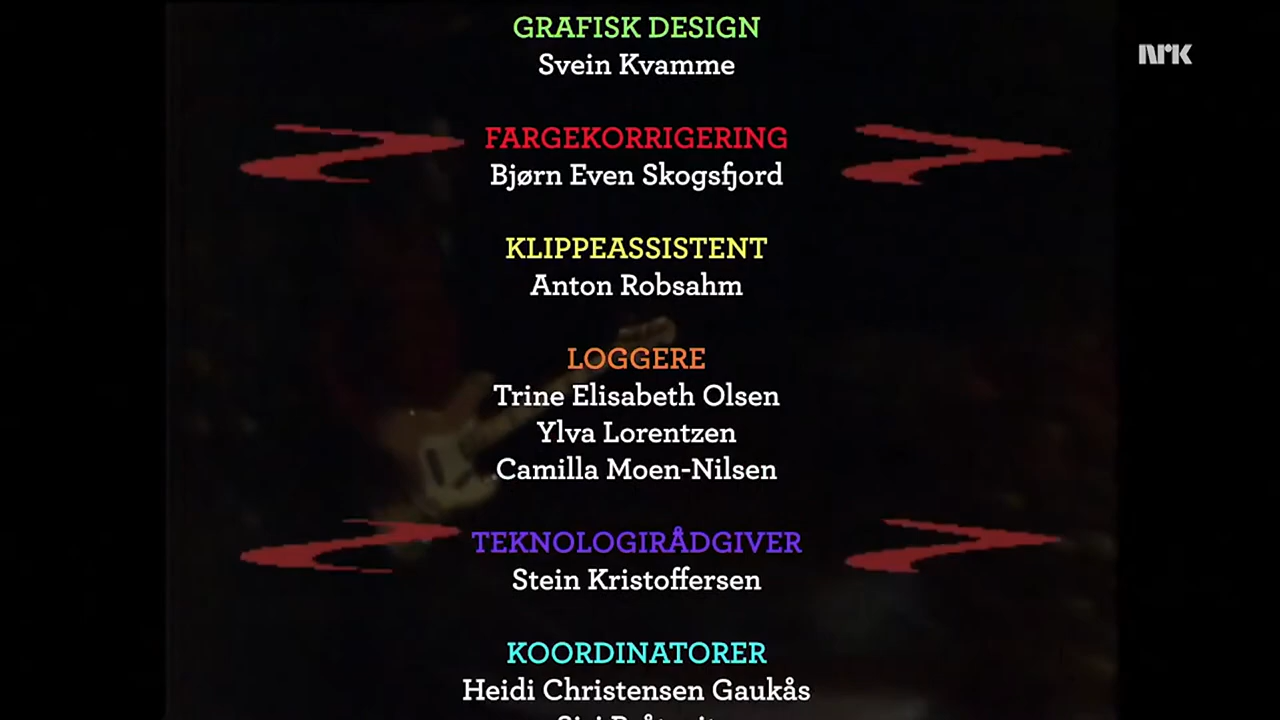 GRAFISK DESIGN
Svein Kvamme
nrk
FARGEKORRIGERING
Bjørn Even Skogsfjord
KLIPPEASSISTENT
Anton Robsahm
LOGGERE
Trine Elisabeth Olsen
Ylva Lorentzen
Camilla Moen-Nilsen
TEKNOLOGIRÅDGIVER
Stein Kristoffersen
KOORDINATORER
Heidi Christensen Gaukås